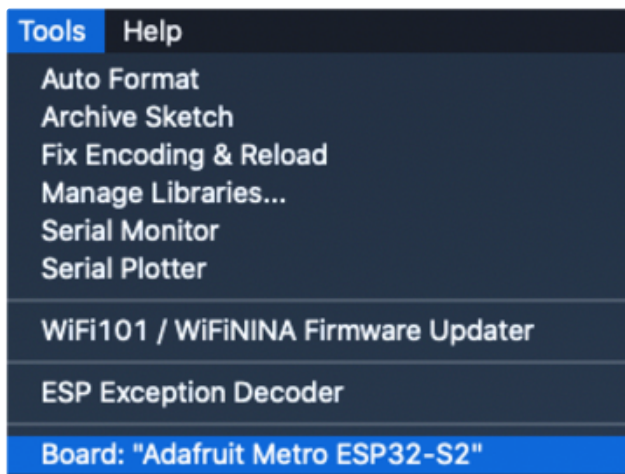 Tools Help
Auto Format
Archive Sketch
Fix Encoding & Reload
Manage Libraries...
Serial Monitor
Serial Plotter
WiFi101 / WiFiNINA Firmware Updater
ESP Exception Decoder
Board: "Adafruit Metro ESP32-S2"